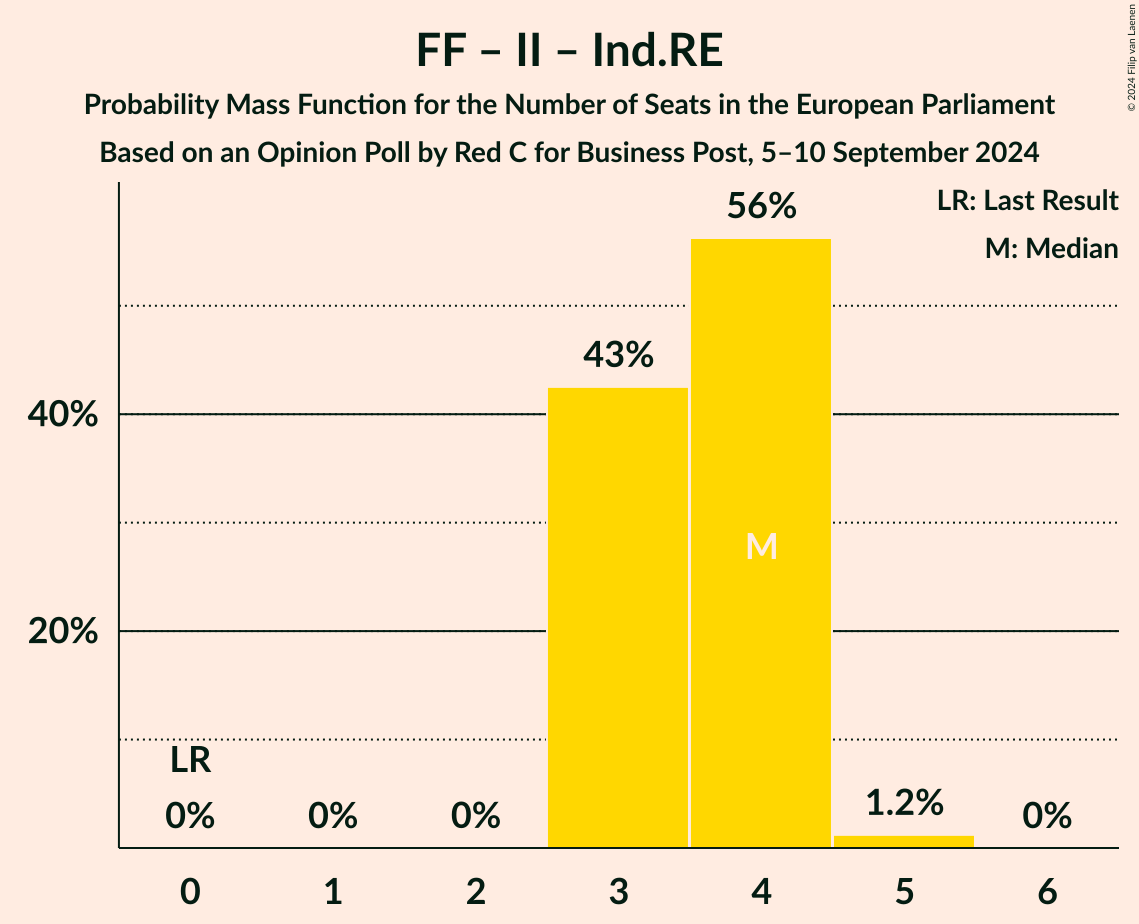 FF – II – Ind.RE
Probability Mass Function for the Number of Seats in the European Parliament
Based on an Opinion Poll by Red C for Business Post, 5–10 September 2024
© 2024 Filip van Laenen
LR: Last Result
M: Median
56%
43%
40%
M
20%
LR
0%
0%
0%
1.2%
0%
0
1
2
3
4
5
6